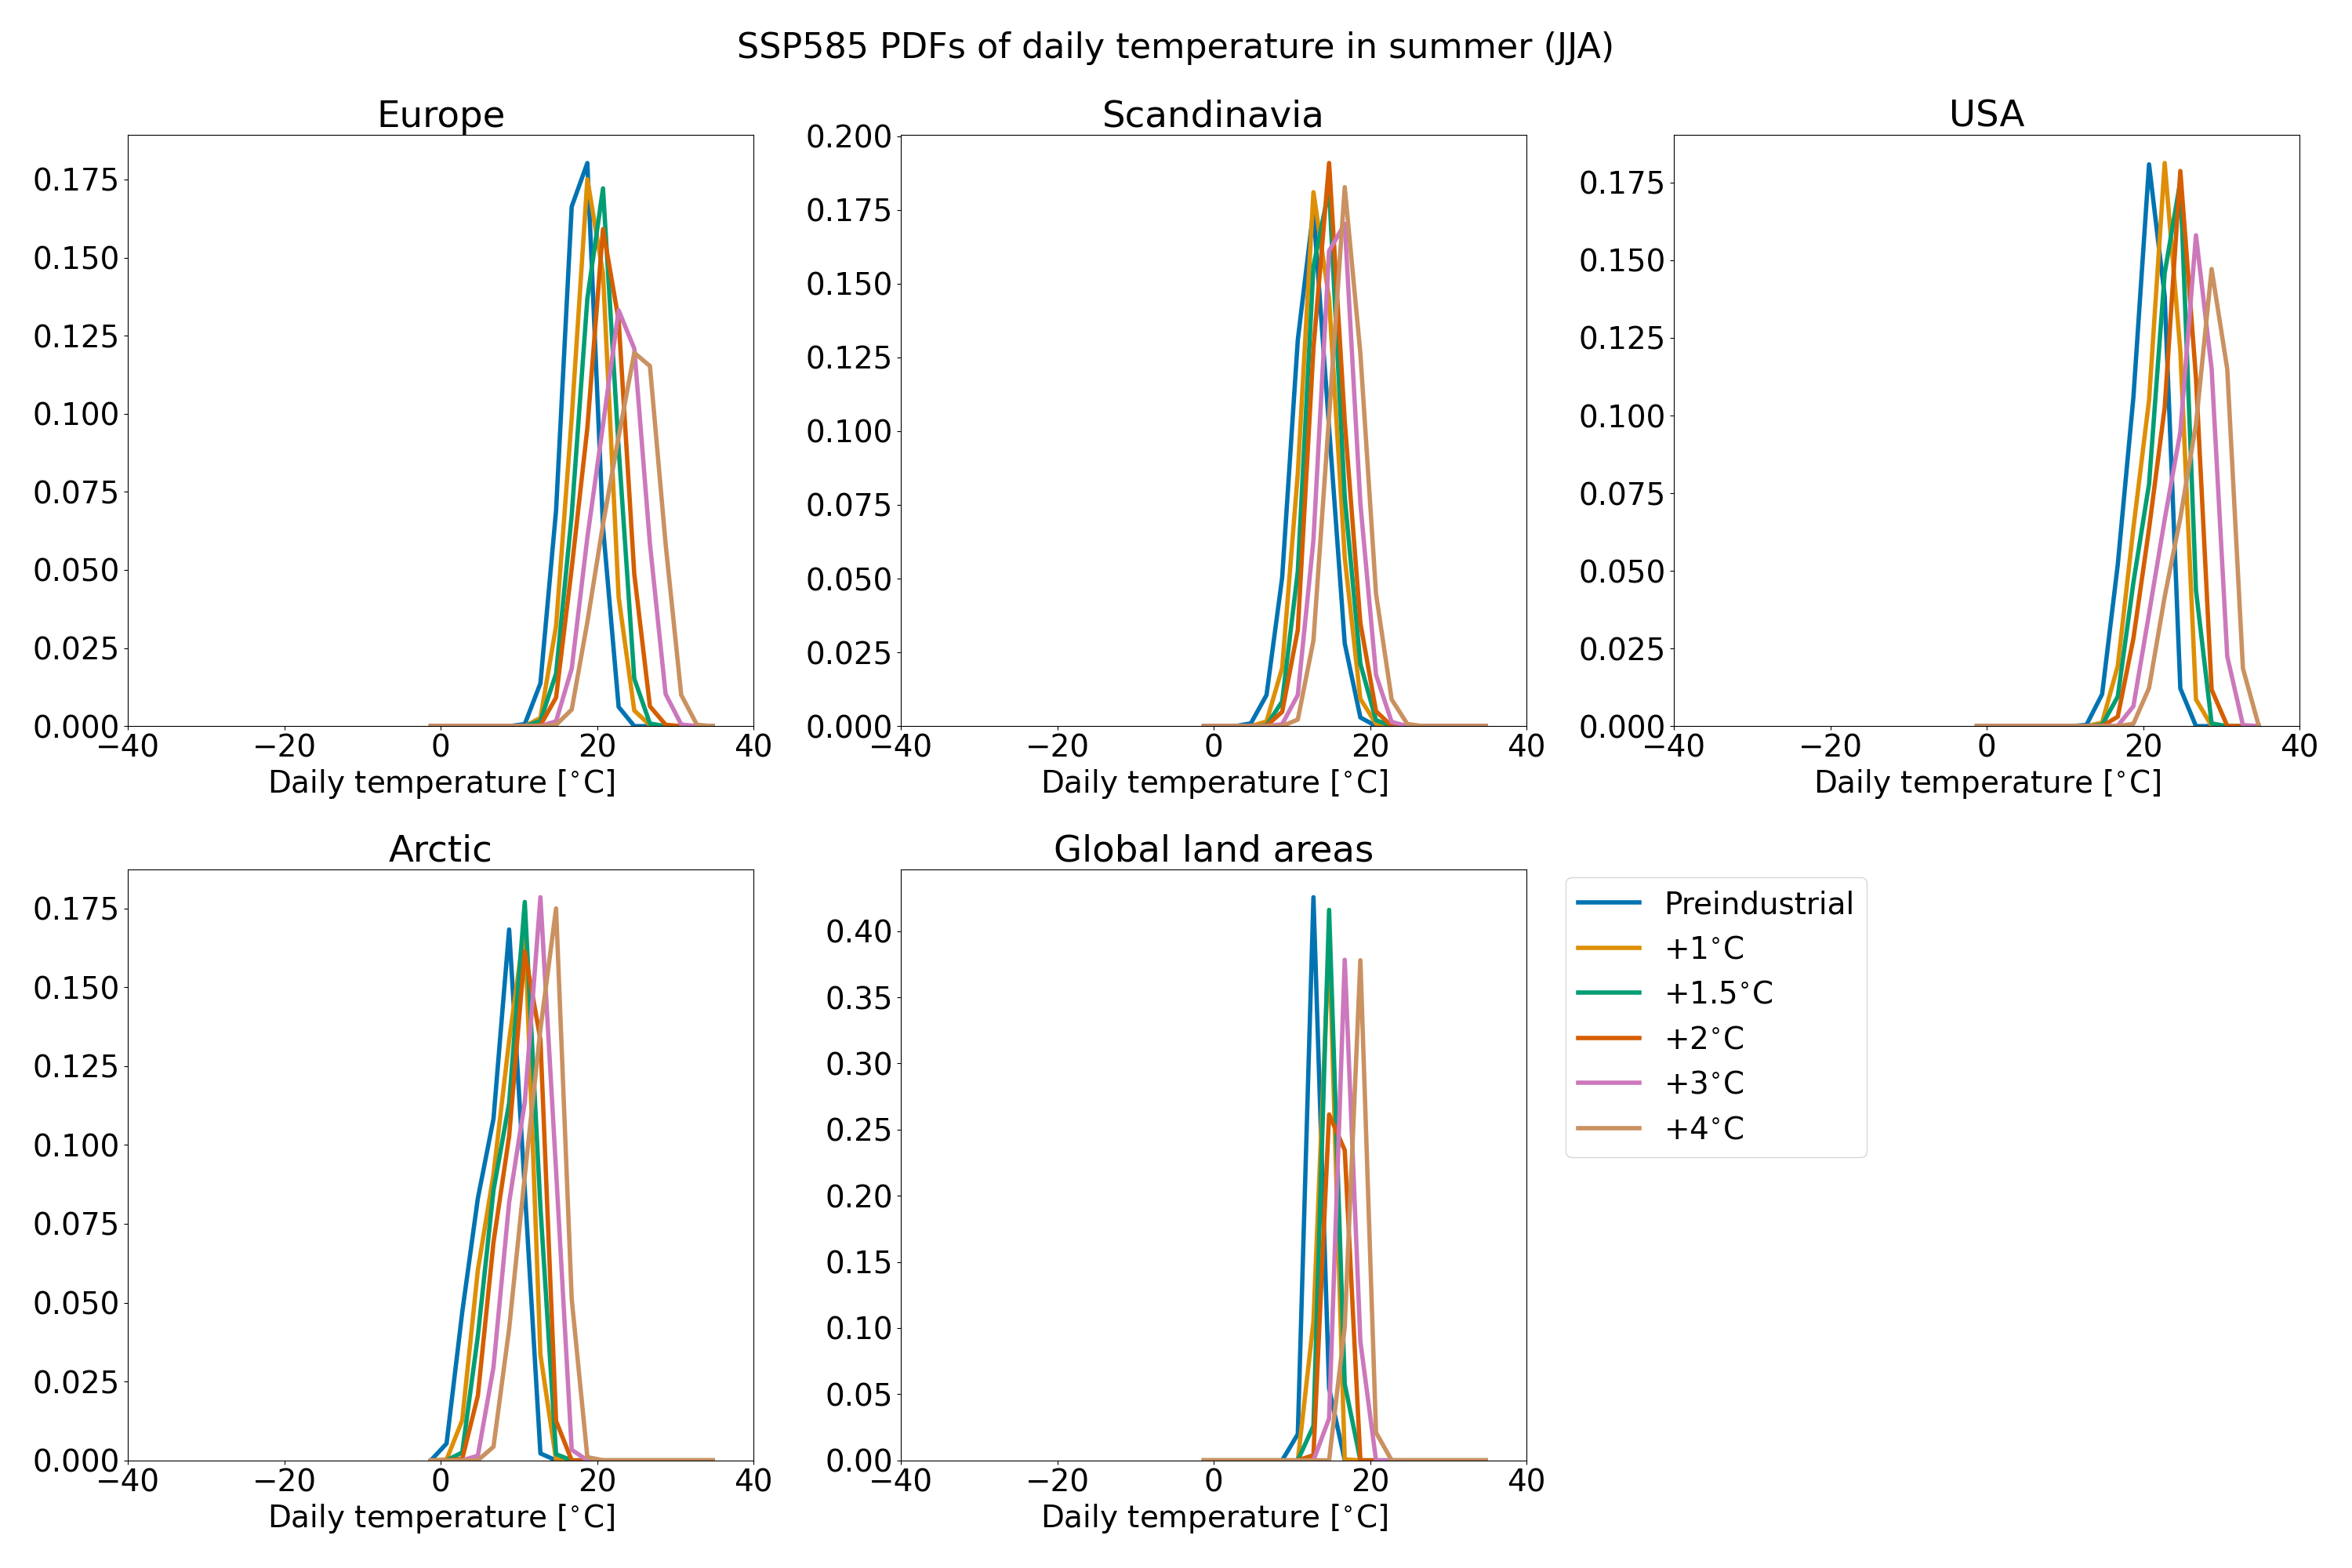 SSP585 PDFs of daily temperature in summer (JJA)
Europe
0.175
0.150
0.125
0.100
0.075
0.050
0.025
0.000
−40 −20 0 20 40
Daily temperature [°C]
Scandinavia
0.200
0.175
0.150
0.125
0.100
0.075
0.050
0.025
0.000
−40 −20 0 20 40
Daily temperature [°C]
USA
0.175
0.150
0.125
0.100
0.075
0.050
0.025
0.000
−40 −20 0 20 40
Daily temperature [°C]
Arctic
0.175
0.150
0.125
0.100
0.075
0.050
0.025
0.000
−40 −20 0 20 40
Daily temperature [°C]
Global land areas
0.40
0.35
0.30
0.25
0.20
0.15
0.10
0.05
0.00
−40 −20 0 20 40
Daily temperature [°C]
Preindustrial
+1°C
+1.5°C
+2°C
+3°C
+4°C